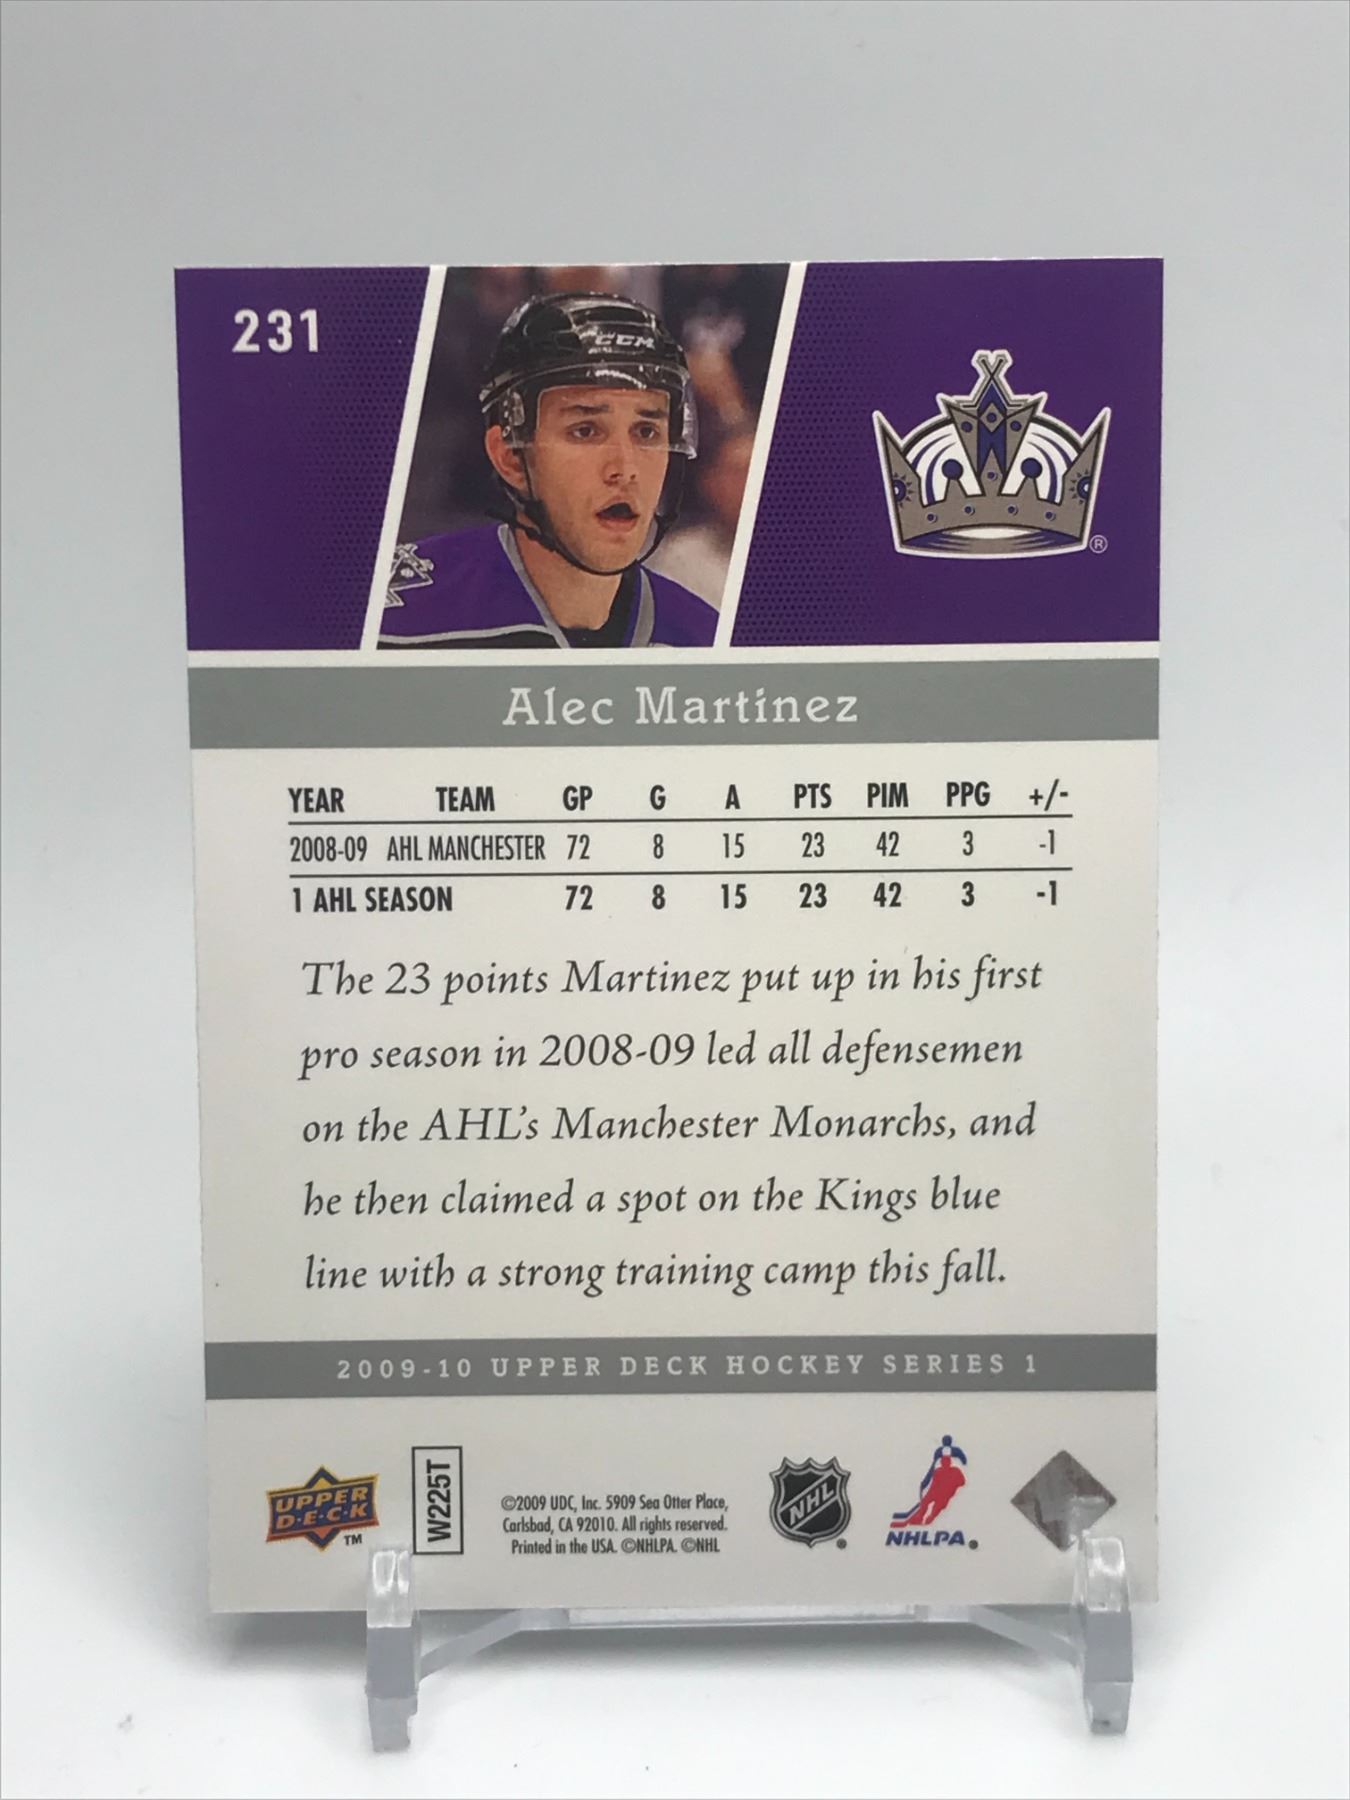 231
CCM
®
Alec Martinez
YEAR TEAM GP G A PTS PIM PPG +/-
2008-09 AHL MANCHESTER 72 8 15 23 42 3 -1
1 AHL SEASON 72 8 15 23 42 3 -1
The 23 points Martinez put up in his first
pro season in 2008-09 led all defensemen
on the AHL's Manchester Monarchs, and
he then claimed a spot on the Kings blue
line with a strong training camp this fall.
2009-10 UPPER DECK HOCKEY SERIES 1
UPPER
D·E·C·K
TM
W225T
©2009 UDC, Inc. 5909 Sea Otter Place,
Carlsbad, CA 92010. All rights reserved.
Printed in the USA. ©NHLPA. ©NHL
NHL
NHLPA